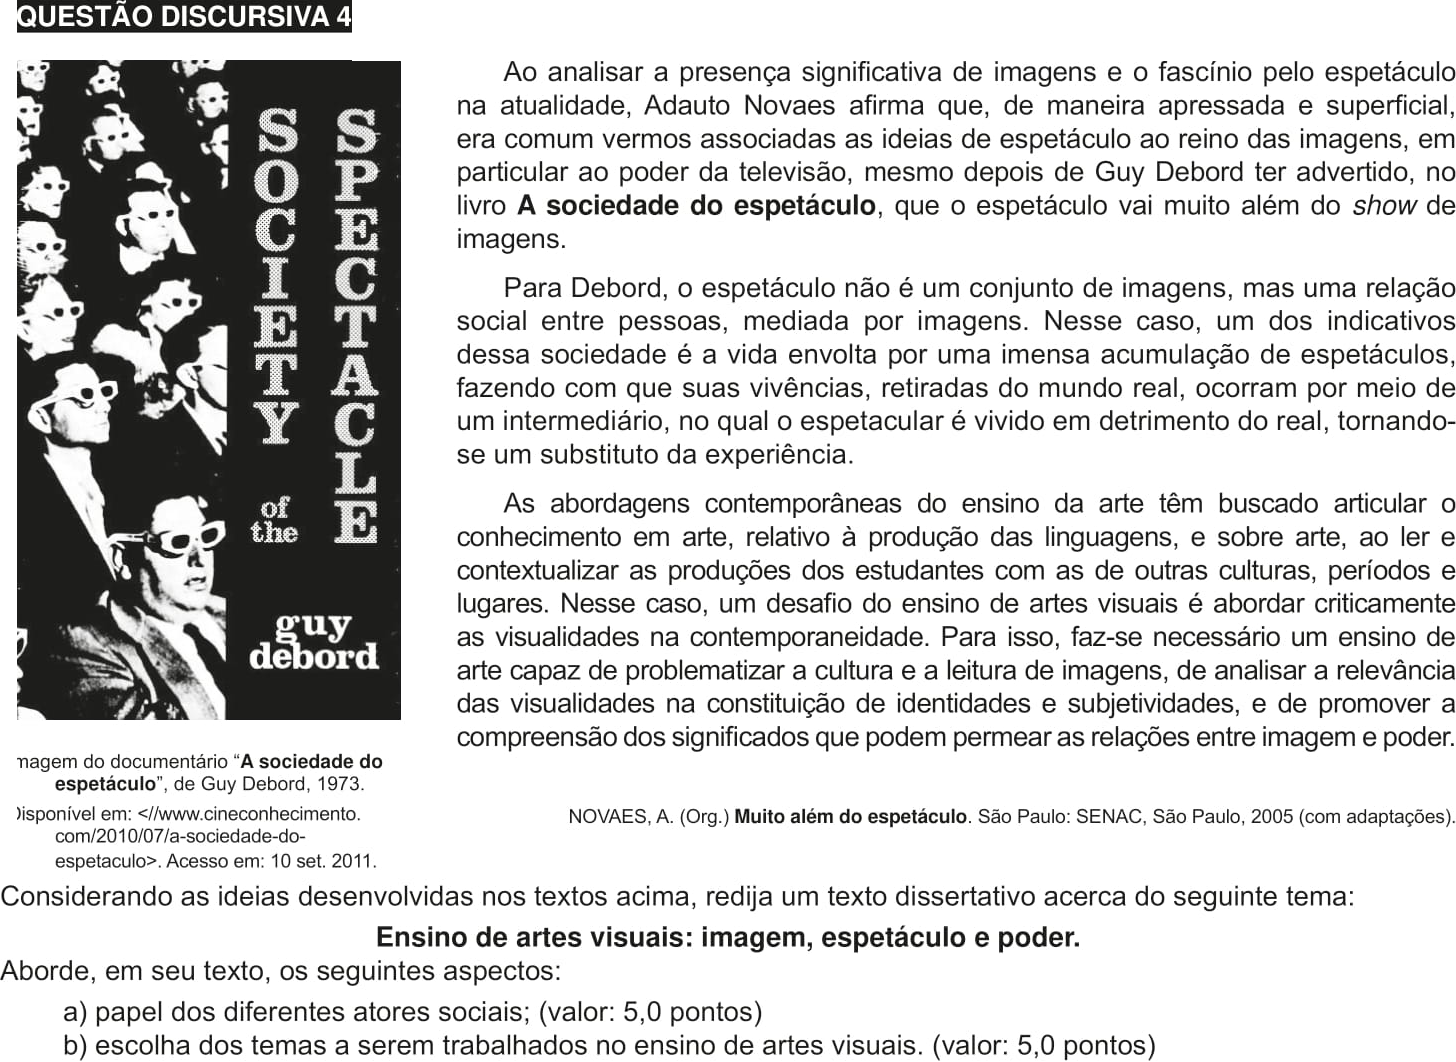 QUESTÃO DISCURSIVA 4
SOCIETY
of
the
SPECTACLE
guy
debord
magem do documentário “A sociedade do
espetáculo”, de Guy Debord, 1973.
Disponível em: <//www.cineconhecimento.
com/2010/07/a-sociedade-do-
espetaculo>. Acesso em: 10 set. 2011.
Ao analisar a presença significativa de imagens e o fascínio pelo espetáculo
na atualidade, Adauto Novaes afirma que, de maneira apressada e superficial,
era comum vermos associadas as ideias de espetáculo ao reino das imagens, em
particular ao poder da televisão, mesmo depois de Guy Debord ter advertido, no
livro A sociedade do espetáculo, que o espetáculo vai muito além do show de
imagens.
Para Debord, o espetáculo não é um conjunto de imagens, mas uma relação
social entre pessoas, mediada por imagens. Nesse caso, um dos indicativos
dessa sociedade é a vida envolta por uma imensa acumulação de espetáculos,
fazendo com que suas vivências, retiradas do mundo real, ocorram por meio de
um intermediário, no qual o espetacular é vivido em detrimento do real, tornando-
se um substituto da experiência.
As abordagens contemporâneas do ensino da arte têm buscado articular o
conhecimento em arte, relativo à produção das linguagens, e sobre arte, ao ler e
contextualizar as produções dos estudantes com as de outras culturas, períodos e
lugares. Nesse caso, um desafio do ensino de artes visuais é abordar criticamente
as visualidades na contemporaneidade. Para isso, faz-se necessário um ensino de
arte capaz de problematizar a cultura e a leitura de imagens, de analisar a relevância
das visualidades na constituição de identidades e subjetividades, e de promover a
compreensão dos significados que podem permear as relações entre imagem e poder.
NOVAES, A. (Org.) Muito além do espetáculo. São Paulo: SENAC, São Paulo, 2005 (com adaptações).
Considerando as ideias desenvolvidas nos textos acima, redija um texto dissertativo acerca do seguinte tema:
Ensino de artes visuais: imagem, espetáculo e poder.
Aborde, em seu texto, os seguintes aspectos:
a) papel dos diferentes atores sociais; (valor: 5,0 pontos)
b) escolha dos temas a serem trabalhados no ensino de artes visuais. (valor: 5,0 pontos)